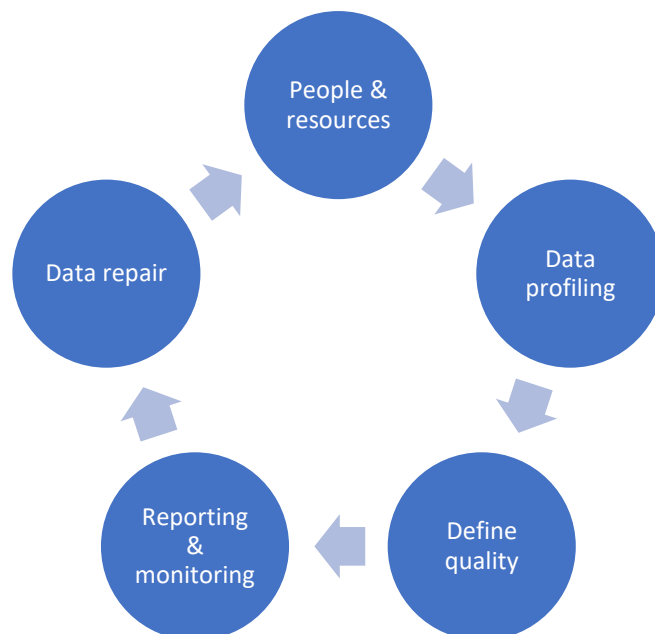 People &
resources
Data
profiling
Define
quality
Reporting
&
monitoring
Data repair